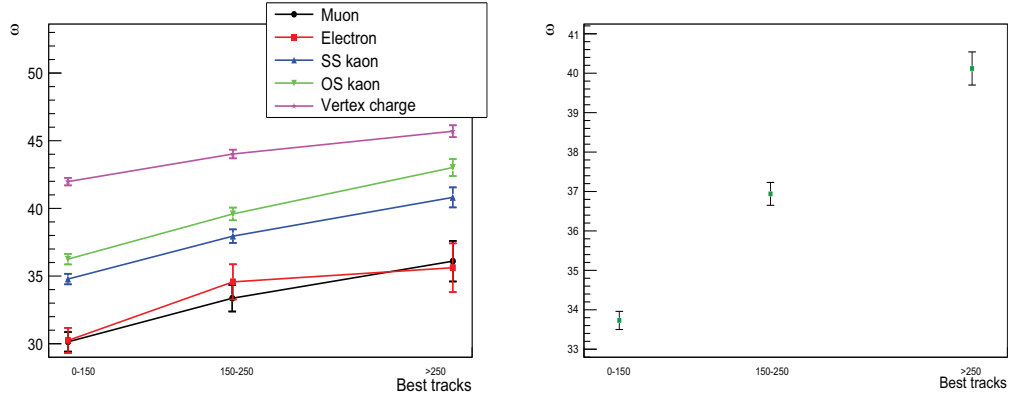 ω
Muon
Electron
SS kaon
OS kaon
Vertex charge
50
45
40
35
30
0-150
150-250
>250
Best tracks
ω
41
40
39
38
37
36
35
34
33
0-150
150-250
>250
Best tracks